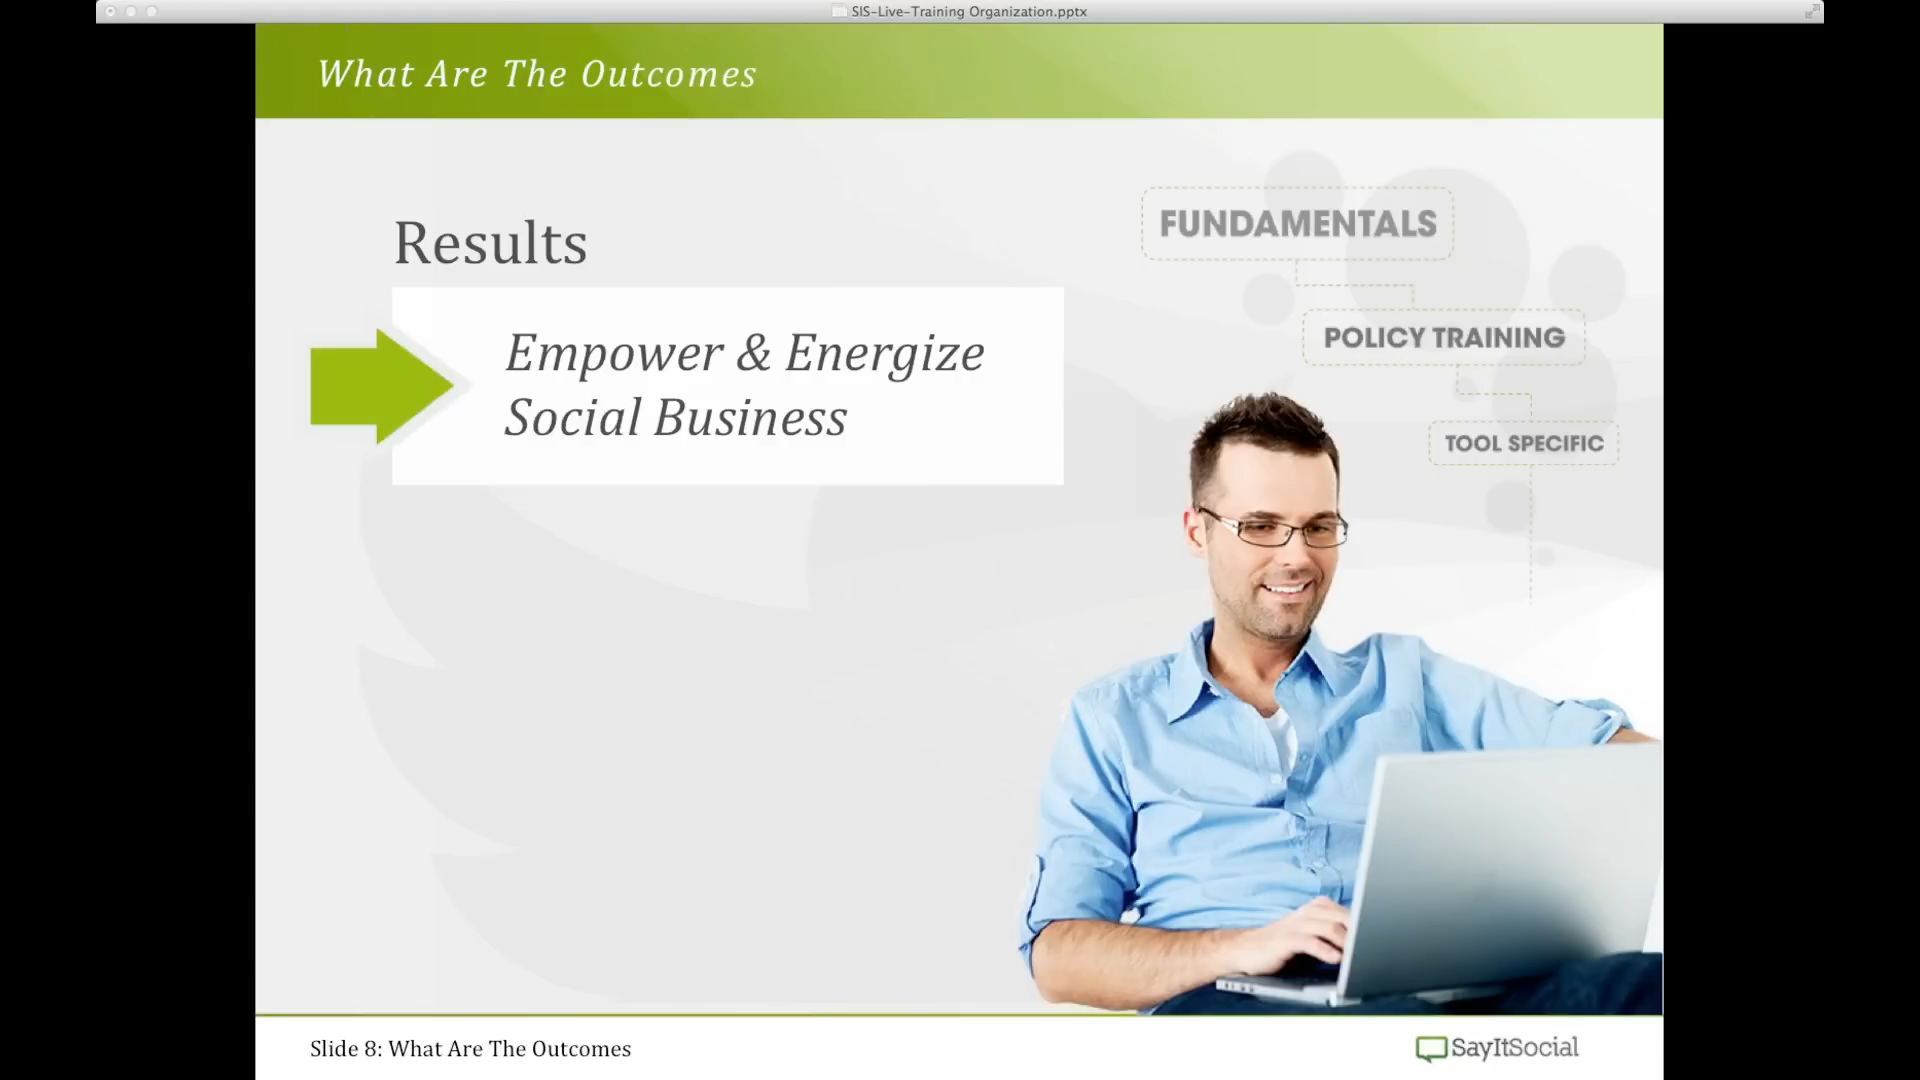 SIS-Live-Training Organization.pptx
What Are The Outcomes
Results
Empower & Energize
Social Business
FUNDAMENTALS
POLICY TRAINING
TOOL SPECIFIC
Slide 8: What Are The Outcomes
SayItSocial